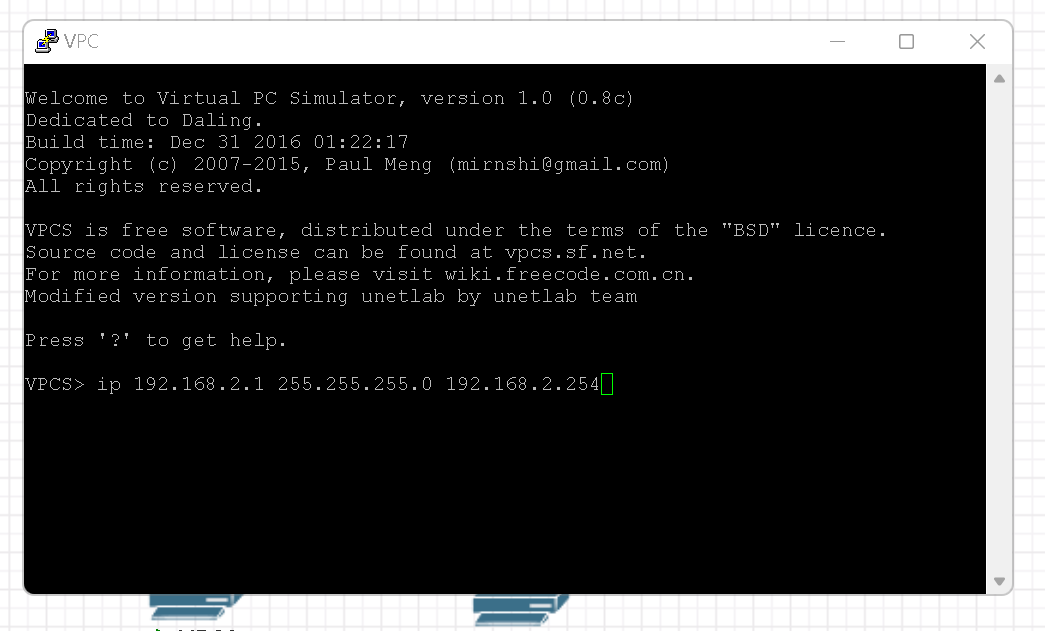 VPC
Welcome to Virtual PC Simulator, version 1.0 (0.8c)
Dedicated to Daling.
Build time: Dec 31 2016 01:22:17
Copyright (c) 2007-2015, Paul Meng (mirnshi@gmail.com)
All rights reserved.
VPCS is free software, distributed under the terms of the "BSD" licence.
Source code and license can be found at vpcs.sf.net.
For more information, please visit wiki.freecode.com.cn.
Modified version supporting unetlab by unetlab team
Press '?' to get help.
VPCS> ip 192.168.2.1 255.255.255.0 192.168.2.254